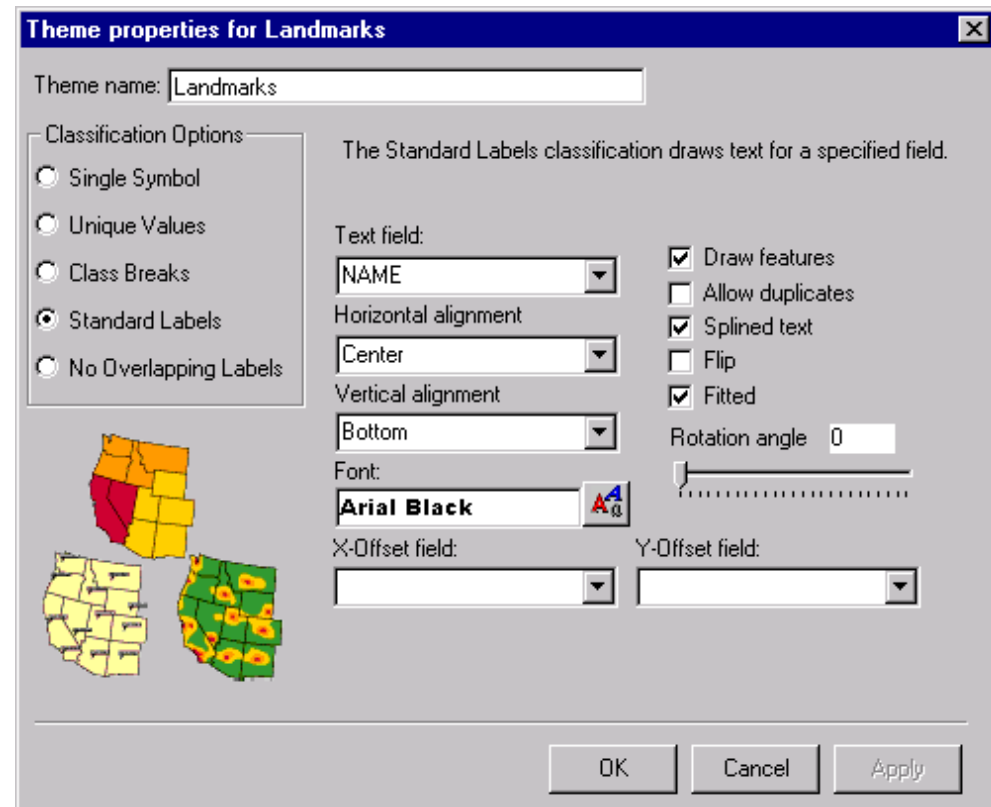 Theme properties for Landmarks
Theme name: Landmarks
Classification Options
Single Symbol
Unique Values
Class Breaks
Standard Labels
No Overlapping Labels
The Standard Labels classification draws text for a specified field.
Text field:
NAME
Horizontal alignment
Center
Vertical alignment
Bottom
Font:
Arial Black
X-Offset field:
Y-Offset field:
Draw features
Allow duplicates
Splined text
Flip
Fitted
Rotation angle 0
OK
Cancel
Apply